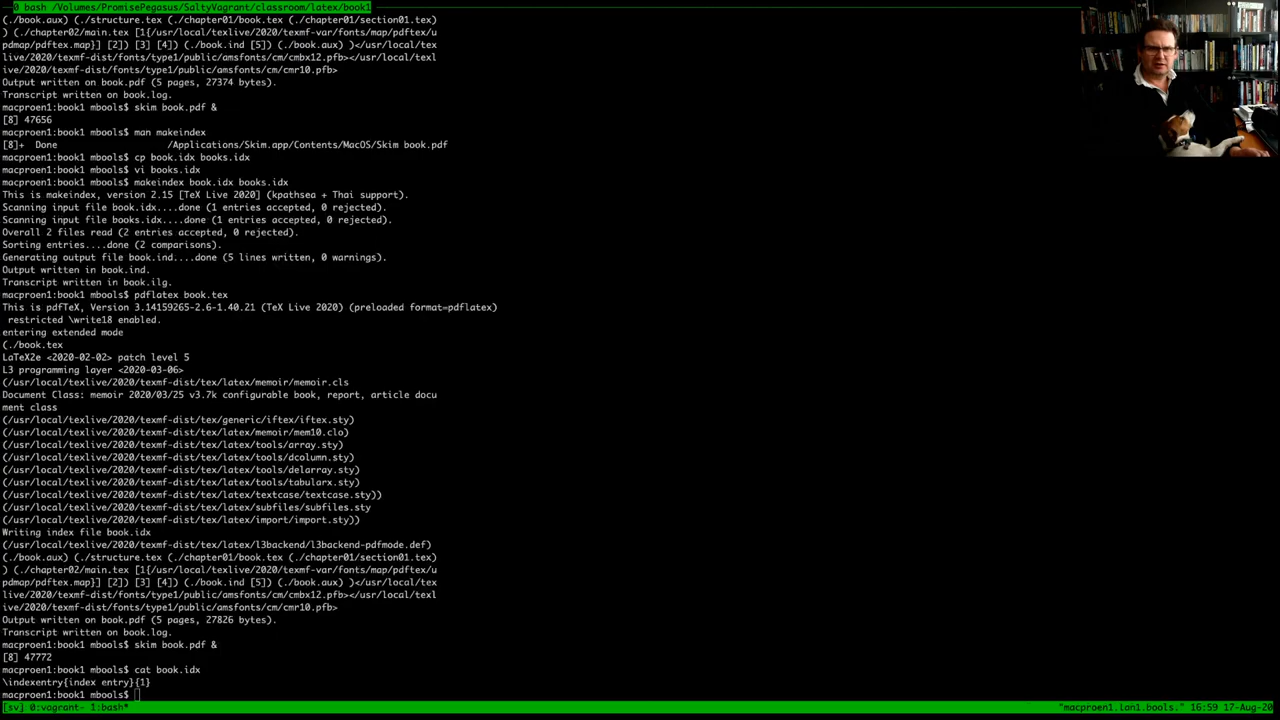 0 bash /Volumes/PromisePegasus/SaltyVagrant/classroom/latex/book1
(./book.aux) (./structure.tex (./chapter01/book.tex (./chapter01/section01.tex)
) (./chapter02/main.tex [1{/usr/local/texlive/2020/texmf-var/fonts/map/pdftex/u
pdmap/pdftex.map}] [2]) [3] [4]) (./book.ind [5]) (./book.aux) )</usr/local/texl
ive/2020/texmf-dist/fonts/type1/public/amsfonts/cm/cmbx12.pfb></usr/local/texl
ive/2020/texmf-dist/fonts/type1/public/amsfonts/cm/cmr10.pfb>
Output written on book.pdf (5 pages, 27374 bytes).
Transcript written on book.log.
macproen1:book1 mbools$ skim book.pdf &
[8] 47656
macproen1:book1 mbools$ man makeindex
[8]+  Done                    /Applications/Skim.app/Contents/MacOS/Skim book.pdf
macproen1:book1 mbools$ cp book.idx books.idx
macproen1:book1 mbools$ vi books.idx
macproen1:book1 mbools$ makeindex book.idx books.idx
This is makeindex, version 2.15 [TeX Live 2020] (kpathsea + Thai support).
Scanning input file book.idx....done (1 entries accepted, 0 rejected).
Scanning input file books.idx....done (1 entries accepted, 0 rejected).
Overall 2 files read (2 entries accepted, 0 rejected).
Sorting entries....done (2 comparisons).
Generating output file book.ind....done (5 lines written, 0 warnings).
Output written in book.ind.
Transcript written in book.ilg.
macproen1:book1 mbools$ pdflatex book.tex
This is pdfTeX, Version 3.14159265-2.6-1.40.21 (TeX Live 2020) (preloaded format=pdflatex)
 restricted \write18 enabled.
entering extended mode
(./book.tex
LaTeX2e <2020-02-02> patch level 5
L3 programming layer <2020-03-06>
(/usr/local/texlive/2020/texmf-dist/tex/latex/memoir/memoir.cls
Document Class: memoir 2020/03/25 v3.7k configurable book, report, article docu
ment class
(/usr/local/texlive/2020/texmf-dist/tex/generic/iftex/iftex.sty)
(/usr/local/texlive/2020/texmf-dist/tex/latex/memoir/mem10.clo)
(/usr/local/texlive/2020/texmf-dist/tex/latex/tools/array.sty)
(/usr/local/texlive/2020/texmf-dist/tex/latex/tools/dcolumn.sty)
(/usr/local/texlive/2020/texmf-dist/tex/latex/tools/delarray.sty)
(/usr/local/texlive/2020/texmf-dist/tex/latex/tools/tabularx.sty)
(/usr/local/texlive/2020/texmf-dist/tex/latex/textcase/textcase.sty))
(/usr/local/texlive/2020/texmf-dist/tex/latex/subfiles/subfiles.sty
(/usr/local/texlive/2020/texmf-dist/tex/latex/import/import.sty))
Writing index file book.idx
(/usr/local/texlive/2020/texmf-dist/tex/latex/l3backend/l3backend-pdfmode.def)
(./book.aux) (./structure.tex (./chapter01/book.tex (./chapter01/section01.tex)
) (./chapter02/main.tex [1{/usr/local/texlive/2020/texmf-var/fonts/map/pdftex/u
pdmap/pdftex.map}] [2]) [3] [4]) (./book.ind [5]) (./book.aux) )</usr/local/texl
ive/2020/texmf-dist/fonts/type1/public/amsfonts/cm/cmbx12.pfb></usr/local/texl
ive/2020/texmf-dist/fonts/type1/public/amsfonts/cm/cmr10.pfb>
Output written on book.pdf (5 pages, 27826 bytes).
Transcript written on book.log.
macproen1:book1 mbools$ skim book.pdf &
[8] 47772
macproen1:book1 mbools$ cat book.idx
\indexentry{index entry}{1}
macproen1:book1 mbools$
[svj 0:vagrant- 1:bash* "macproen1.lan1.bools." 16:59 17-Aug-20